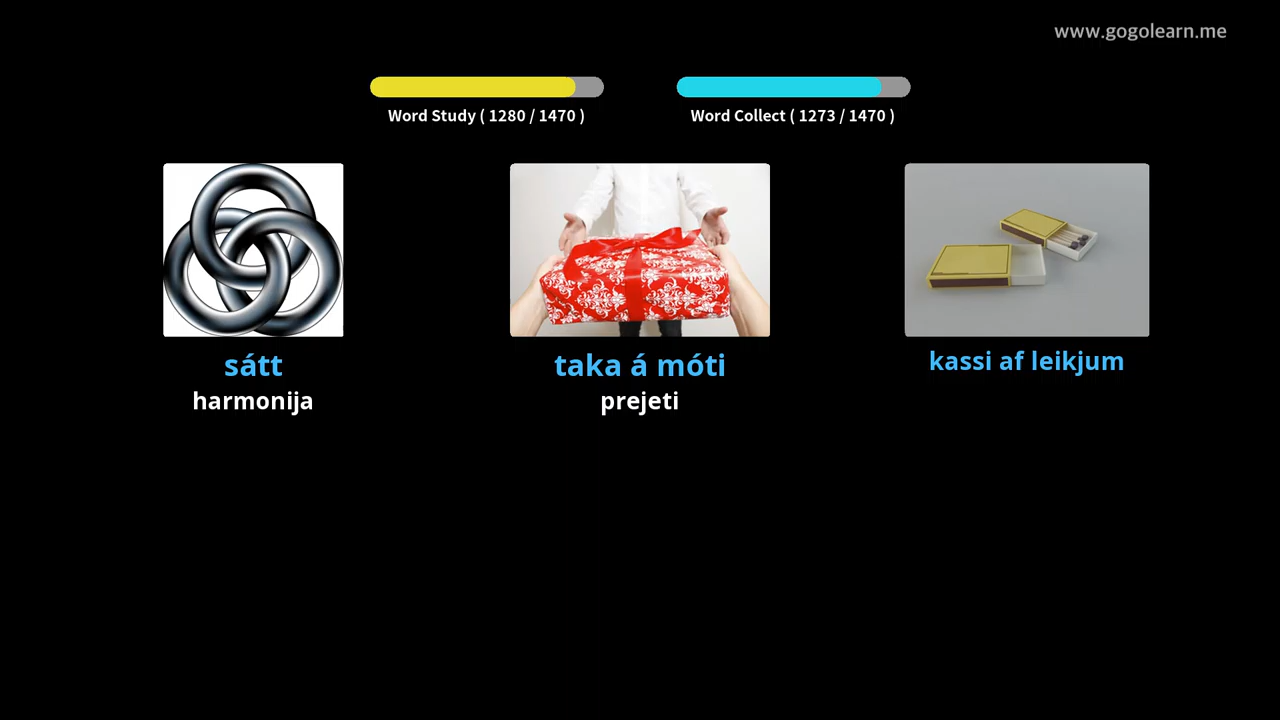 www.gogolearn.me
Word Study ( 1280 / 1470 )
Word Collect ( 1273 / 1470 )
sátt
taka á móti
kassi af leikjum
harmonija
prejeti